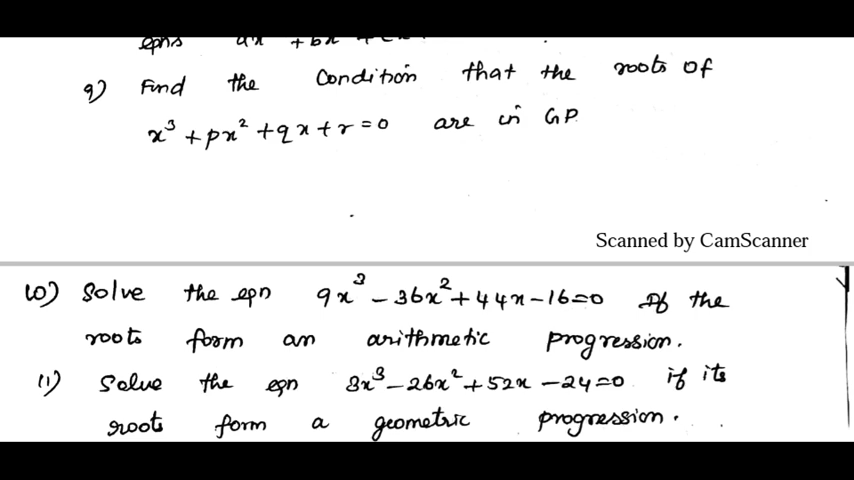 9) Find the condition that the roots of
x³ + px² + qx + r = 0 are in GP
Scanned by CamScanner
10) Solve the eqn 9x³ - 36x² + 44x - 16 = 0 If the
roots form an arithmetic progression.
11) Solve the eqn 3x³ - 26x² + 52x - 24 = 0 if its
roots form a geometric progression.